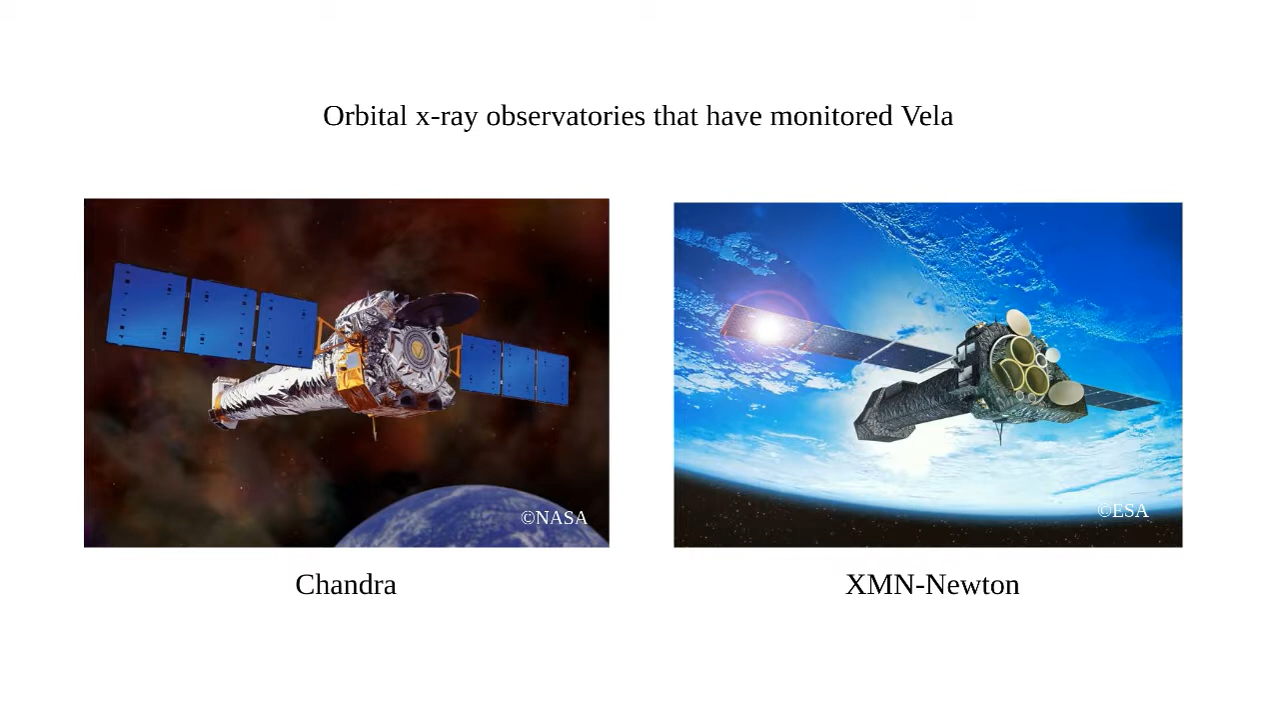 Orbital x-ray observatories that have monitored Vela
©NASA
©ESA
Chandra
XMN-Newton